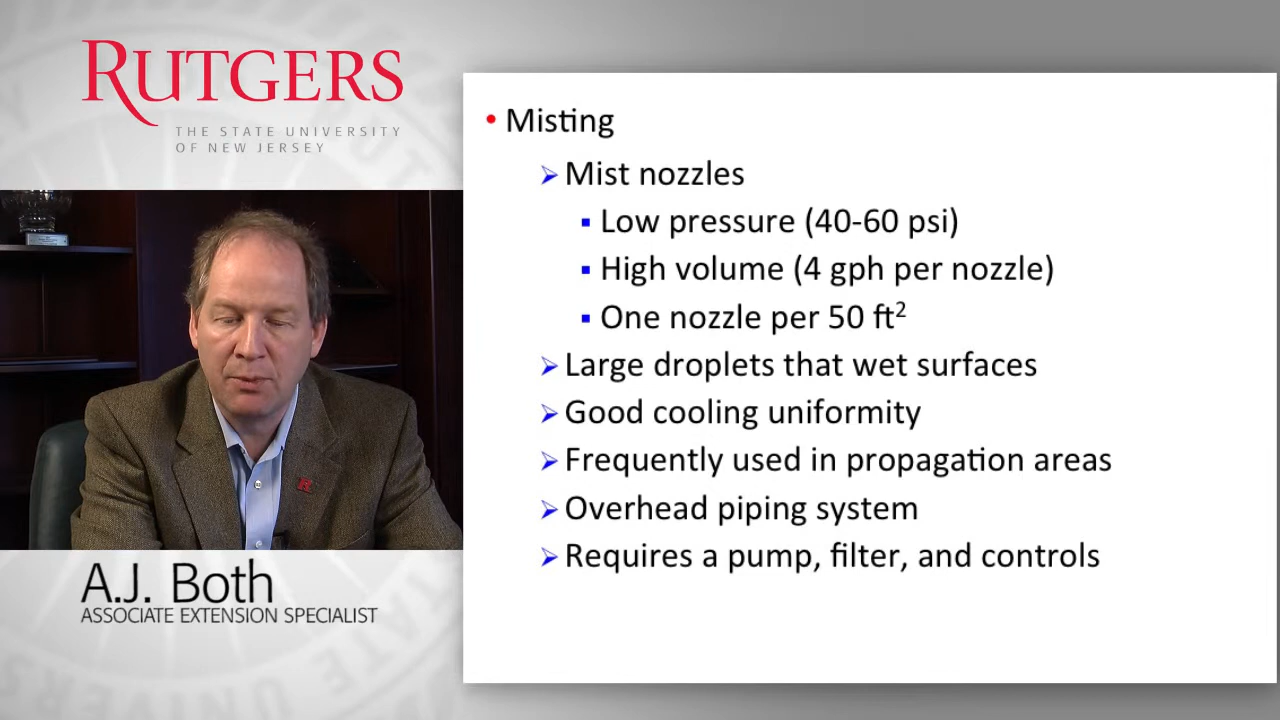 RUTGERS
THE STATE UNIVERSITY
OF NEW JERSEY
A.J. Both
ASSOCIATE EXTENSION SPECIALIST
• Misting
➢ Mist nozzles
▪ Low pressure (40-60 psi)
▪ High volume (4 gph per nozzle)
▪ One nozzle per 50 ft²
➢ Large droplets that wet surfaces
➢ Good cooling uniformity
➢ Frequently used in propagation areas
➢ Overhead piping system
➢ Requires a pump, filter, and controls